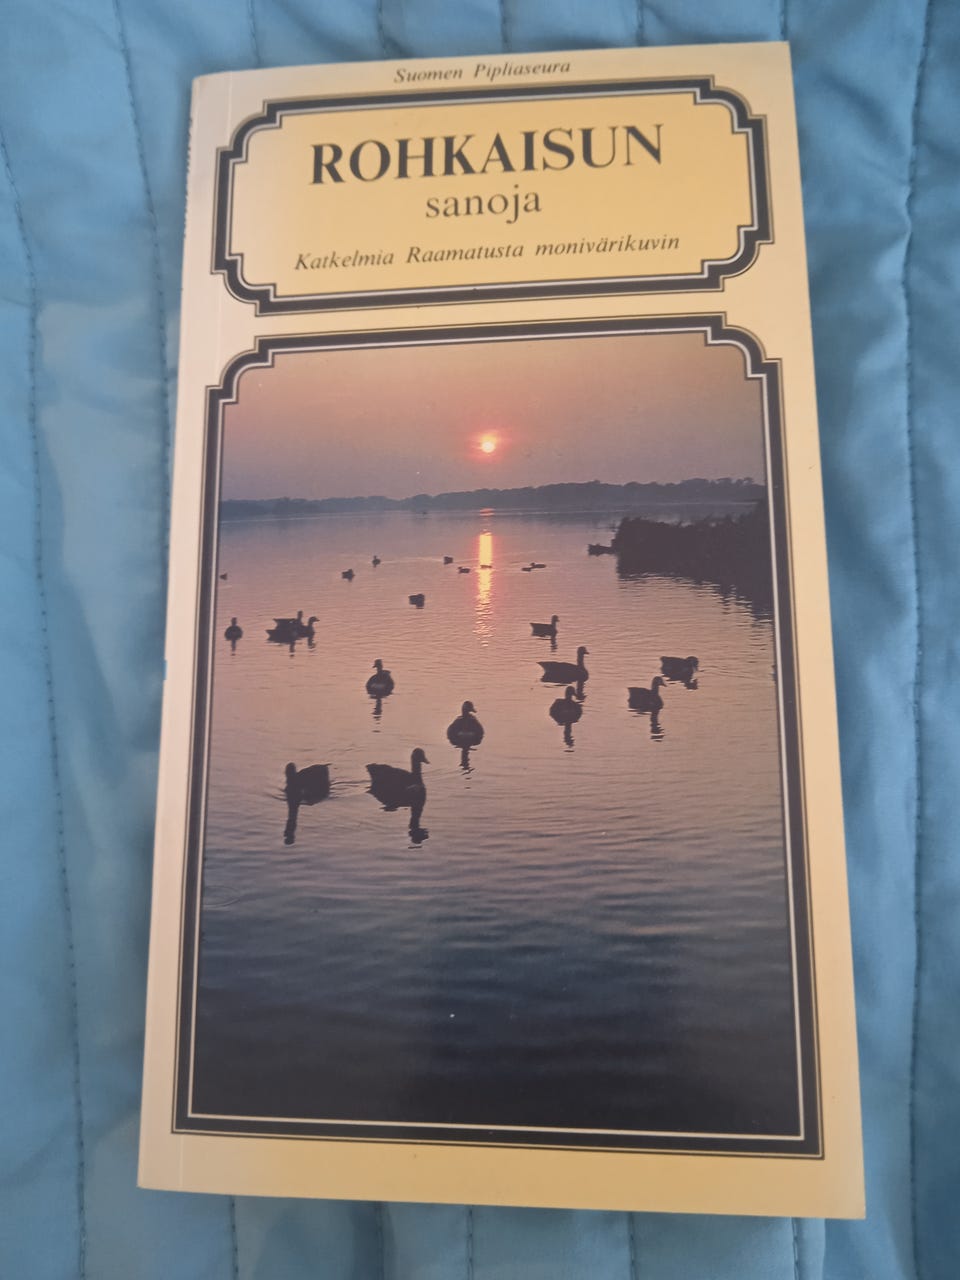 Suomen Pipliaseura
ROHKAISUN
sanoja
Katkelmia Raamatusta monivärikuvin